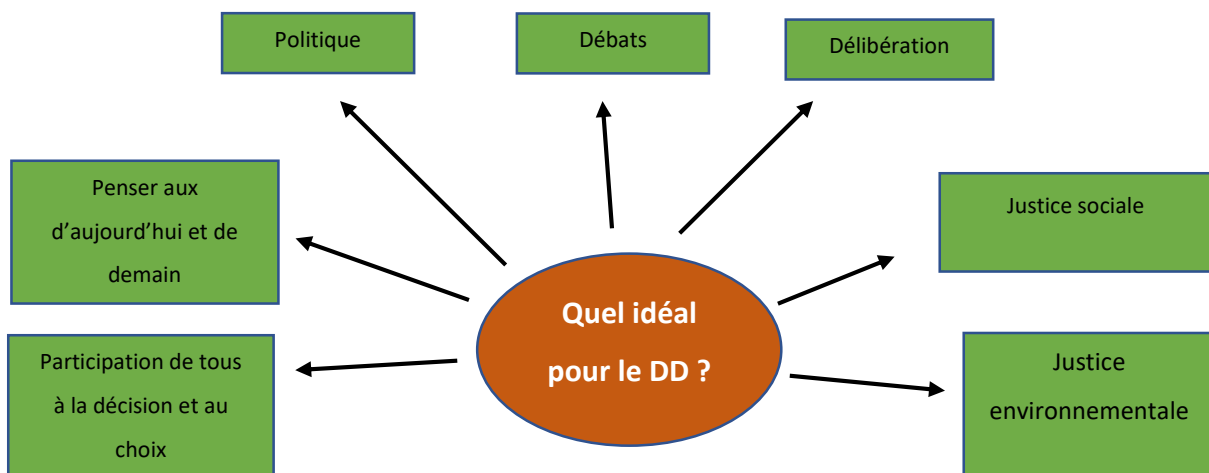 Politique
Débats
Délibération
Penser aux
d’aujourd’hui et de
demain
Justice sociale
Quel idéal
pour le DD ?
Participation de tous
à la décision et au
choix
Justice
environnementale